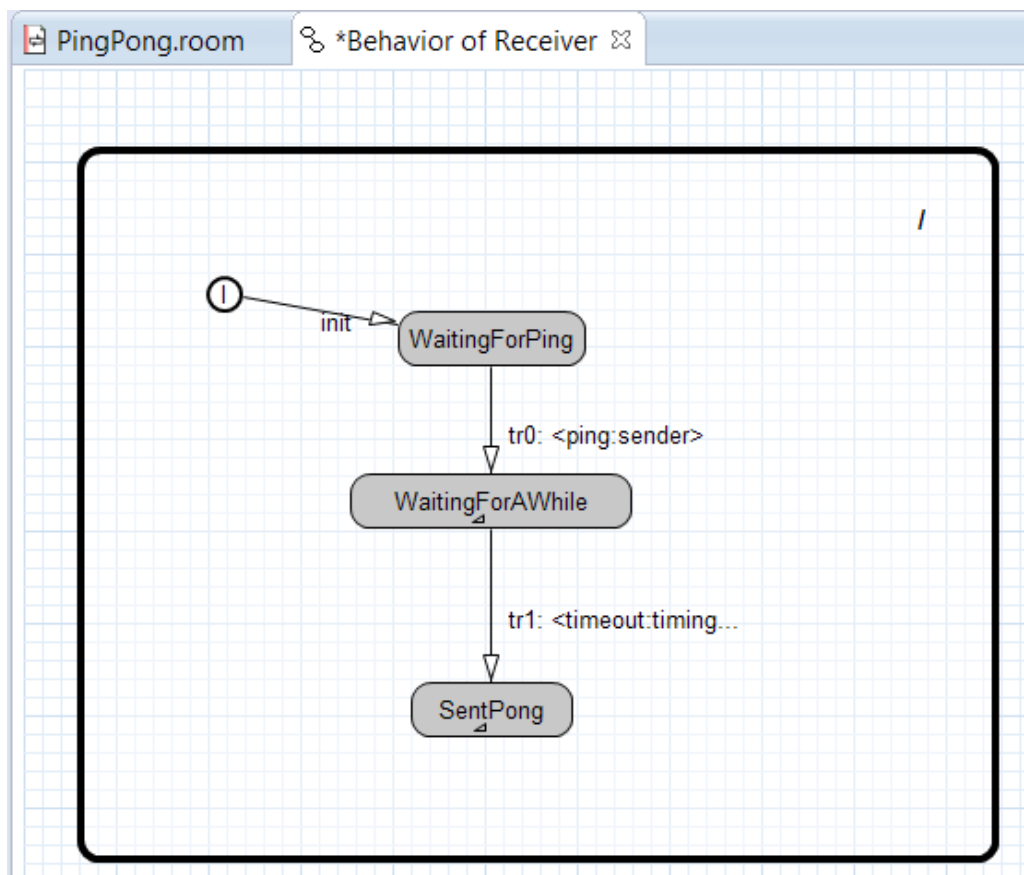 PingPong.room
*Behavior of Receiver
/
I
init
WaitingForPing
tr0: <ping:sender>
WaitingForAWhile
tr1: <timeout:timing...
SentPong